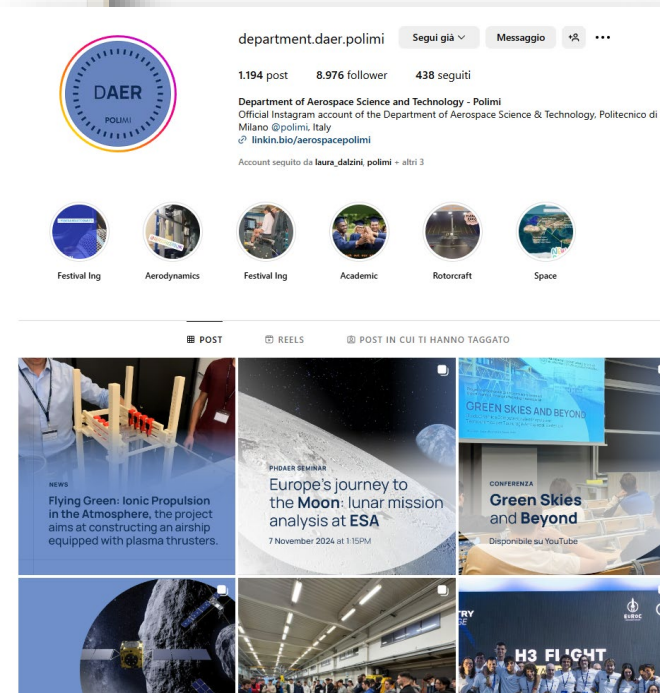 department.daer.polimi Segui già Messaggio
DAER
POLIMI
1.194 post 8.976 follower 438 seguiti
Department of Aerospace Science and Technology - Polimi
Official Instagram account of the Department of Aerospace Science & Technology, Politecnico di
Milano @polimi, Italy
linkin.bio/aerospacepolimi
Account seguito da laura_dalzini, polimi + altri 3
Festival Ing Aerodynamics Festival Ing Academic Rotorcraft Space
POST REELS POST IN CUI TI HANNO TAGGATO
NEWS
Flying Green: Ionic Propulsion
in the Atmosphere, the project
aims at constructing an airship
equipped with plasma thrusters.
PHDAER SEMINAR
Europe's journey to
the Moon: lunar mission
analysis at ESA
7 November 2024 at 1:15PM
GREEN SKIES AND BEYOND
CONFERENZA
Green Skies
and Beyond
Disponibile su YouTube
EUROC
H3 FLIGHT